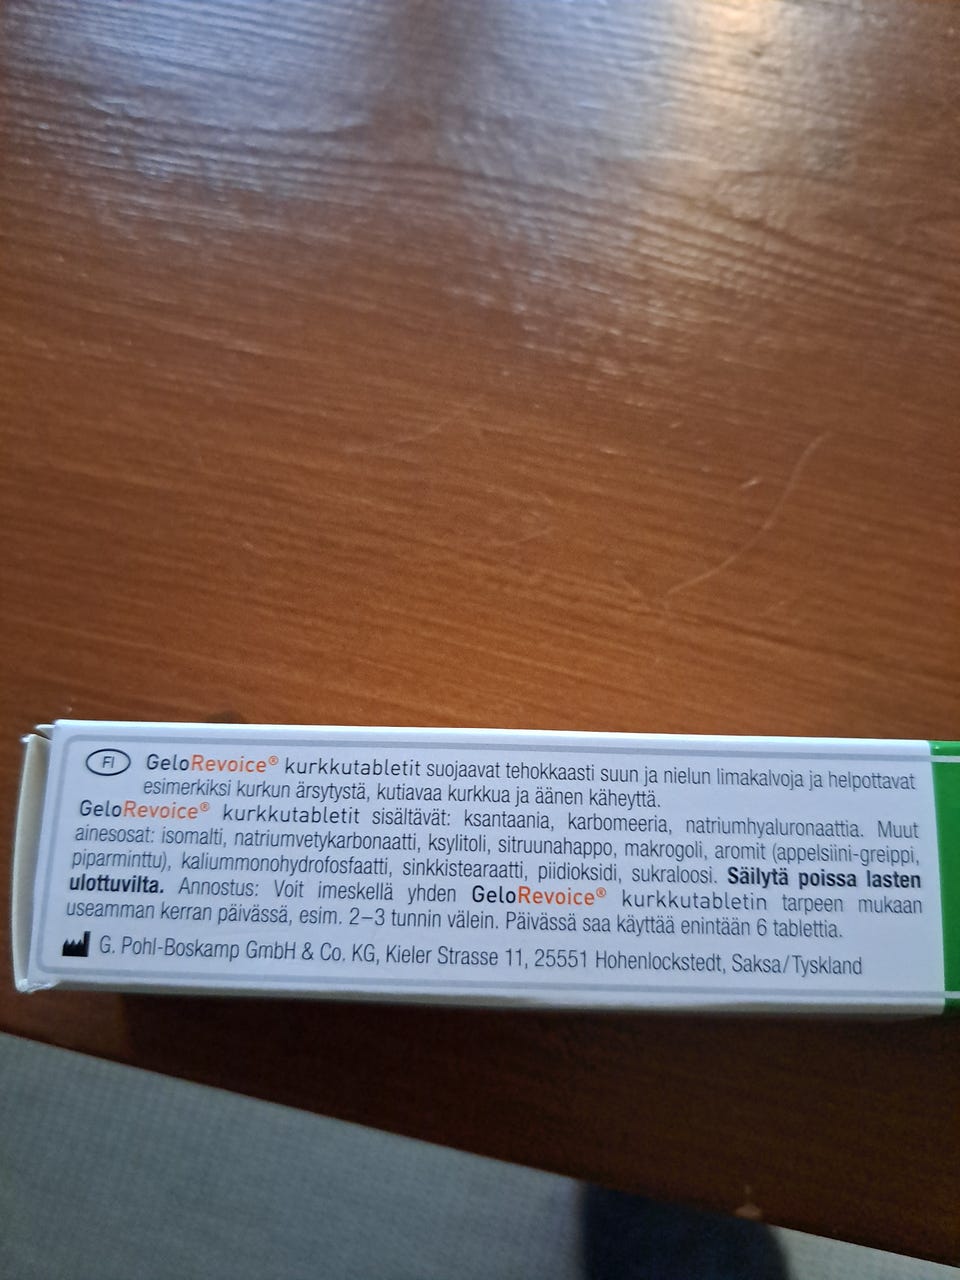 FI GeloRevoice® kurkkutabletit suojaavat tehokkaasti suun ja nielun limakalvoja ja helpottavat
esimerkiksi kurkun ärsytystä, kutiavaa kurkkua ja äänen käheyttä.
GeloRevoice® kurkkutabletit sisältävät: ksantaania, karbomeeria, natriumhyaluronaattia. Muut
ainesosat: isomalti, natriumvetykarbonaatti, ksylitoli, sitruunahappo, makrogoli, aromit (appelsiini-greippi,
piparminttu), kaliummonohydrofosfaatti, sinkkistearaatti, piidioksidi, sukraloosi. Säilytä poissa lasten
ulottuvilta. Annostus: Voit imeskellä yhden GeloRevoice® kurkkutabletin tarpeen mukaan
useamman kerran päivässä, esim. 2–3 tunnin välein. Päivässä saa käyttää enintään 6 tablettia.
G. Pohl-Boskamp GmbH & Co. KG, Kieler Strasse 11, 25551 Hohenlockstedt, Saksa/Tyskland